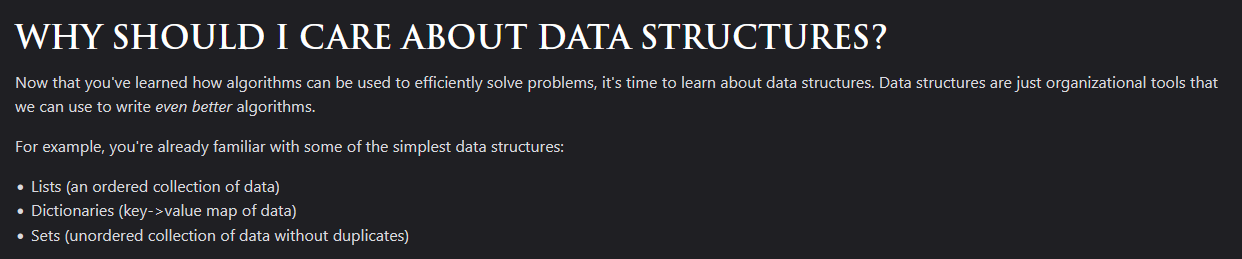 WHY SHOULD I CARE ABOUT DATA STRUCTURES?
Now that you've learned how algorithms can be used to efficiently solve problems, it's time to learn about data structures. Data structures are just organizational tools that
we can use to write even better algorithms.
For example, you're already familiar with some of the simplest data structures:
• Lists (an ordered collection of data)
• Dictionaries (key->value map of data)
• Sets (unordered collection of data without duplicates)